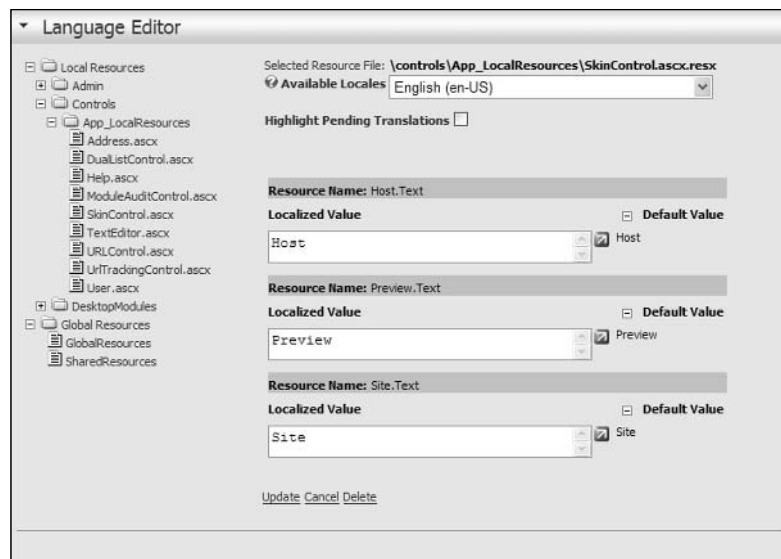 Language Editor
Local Resources
Admin
Controls
App_LocalResources
Address.ascx
DualListControl.ascx
Help.ascx
ModuleAuditControl.ascx
SkinControl.ascx
TextEditor.ascx
URLControl.ascx
UrlTrackingControl.ascx
User.ascx
DesktopModules
Global Resources
GlobalResources
SharedResources
Selected Resource File: \controls\App_LocalResources\SkinControl.ascx.resx
Available Locales English (en-US)
Highlight Pending Translations
Resource Name: Host.Text
Localized Value Default Value
Host Host
Resource Name: Preview.Text
Localized Value Default Value
Preview Preview
Resource Name: Site.Text
Localized Value Default Value
Site Site
Update Cancel Delete